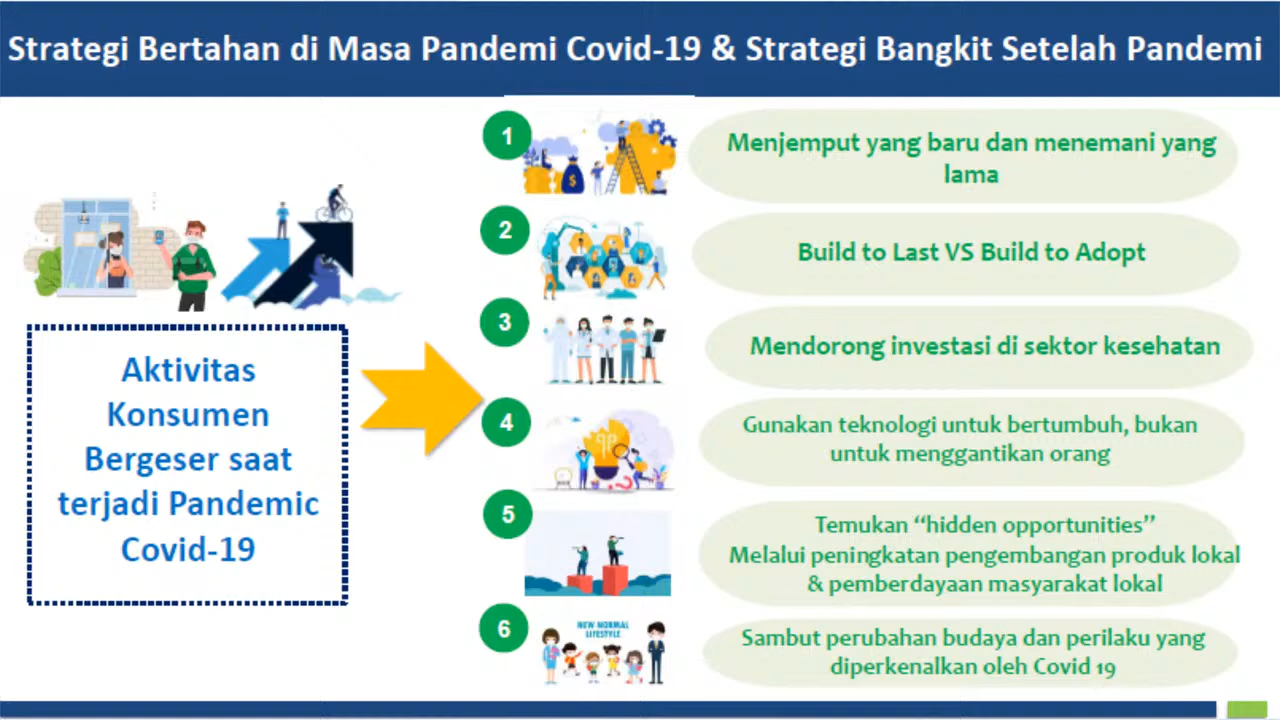 Strategi Bertahan di Masa Pandemi Covid-19 & Strategi Bangkit Setelah Pandemi
Aktivitas
Konsumen
Bergeser saat
terjadi Pandemic
Covid-19
1
Menjemput yang baru dan menemani yang
lama
2
Build to Last VS Build to Adopt
3
Mendorong investasi di sektor kesehatan
4
Gunakan teknologi untuk bertumbuh, bukan
untuk menggantikan orang
5
Temukan “hidden opportunities”
Melalui peningkatan pengembangan produk lokal
& pemberdayaan masyarakat lokal
6
NEW NORMAL
LIFESTYLE
Sambut perubahan budaya dan perilaku yang
diperkenalkan oleh Covid 19